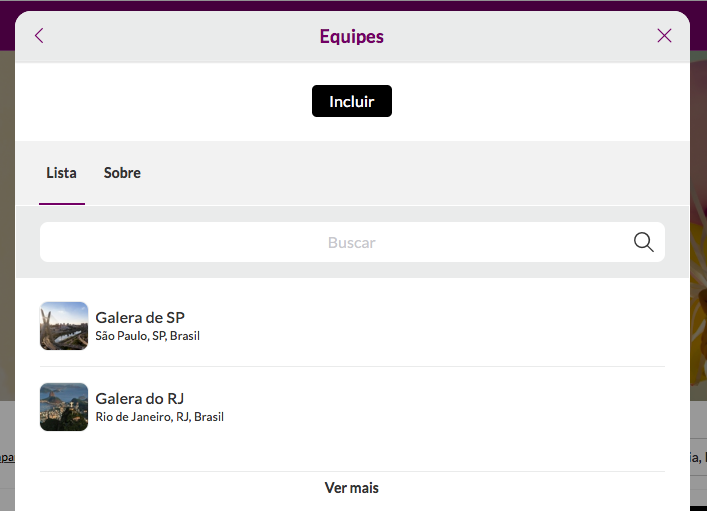 Equipes
Incluir
Lista
Sobre
Buscar
Galera de SP
São Paulo, SP, Brasil
Galera do RJ
Rio de Janeiro, RJ, Brasil
Ver mais